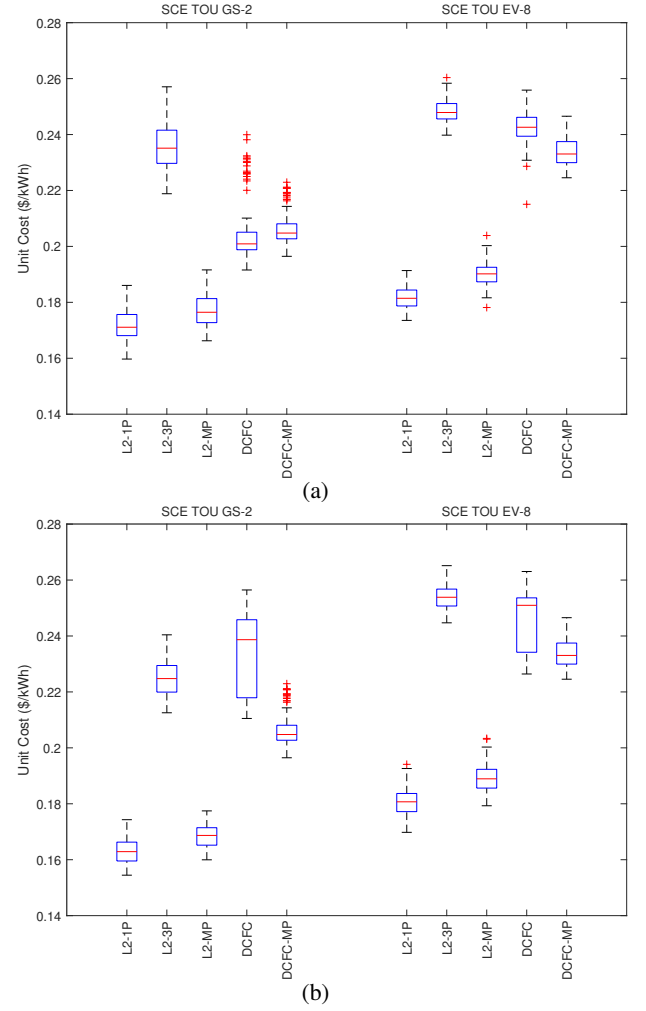 SCE TOU GS-2 SCE TOU EV-8
0.28
0.26
0.24
0.22
0.2
0.18
0.16
0.14
Unit Cost ($/kWh)
L2-1P L2-3P L2-MP DCFC DCFC-MP L2-1P L2-3P L2-MP DCFC DCFC-MP
(a)
SCE TOU GS-2 SCE TOU EV-8
0.28
0.26
0.24
0.22
0.2
0.18
0.16
0.14
Unit Cost ($/kWh)
L2-1P L2-3P L2-MP DCFC DCFC-MP L2-1P L2-3P L2-MP DCFC DCFC-MP
(b)